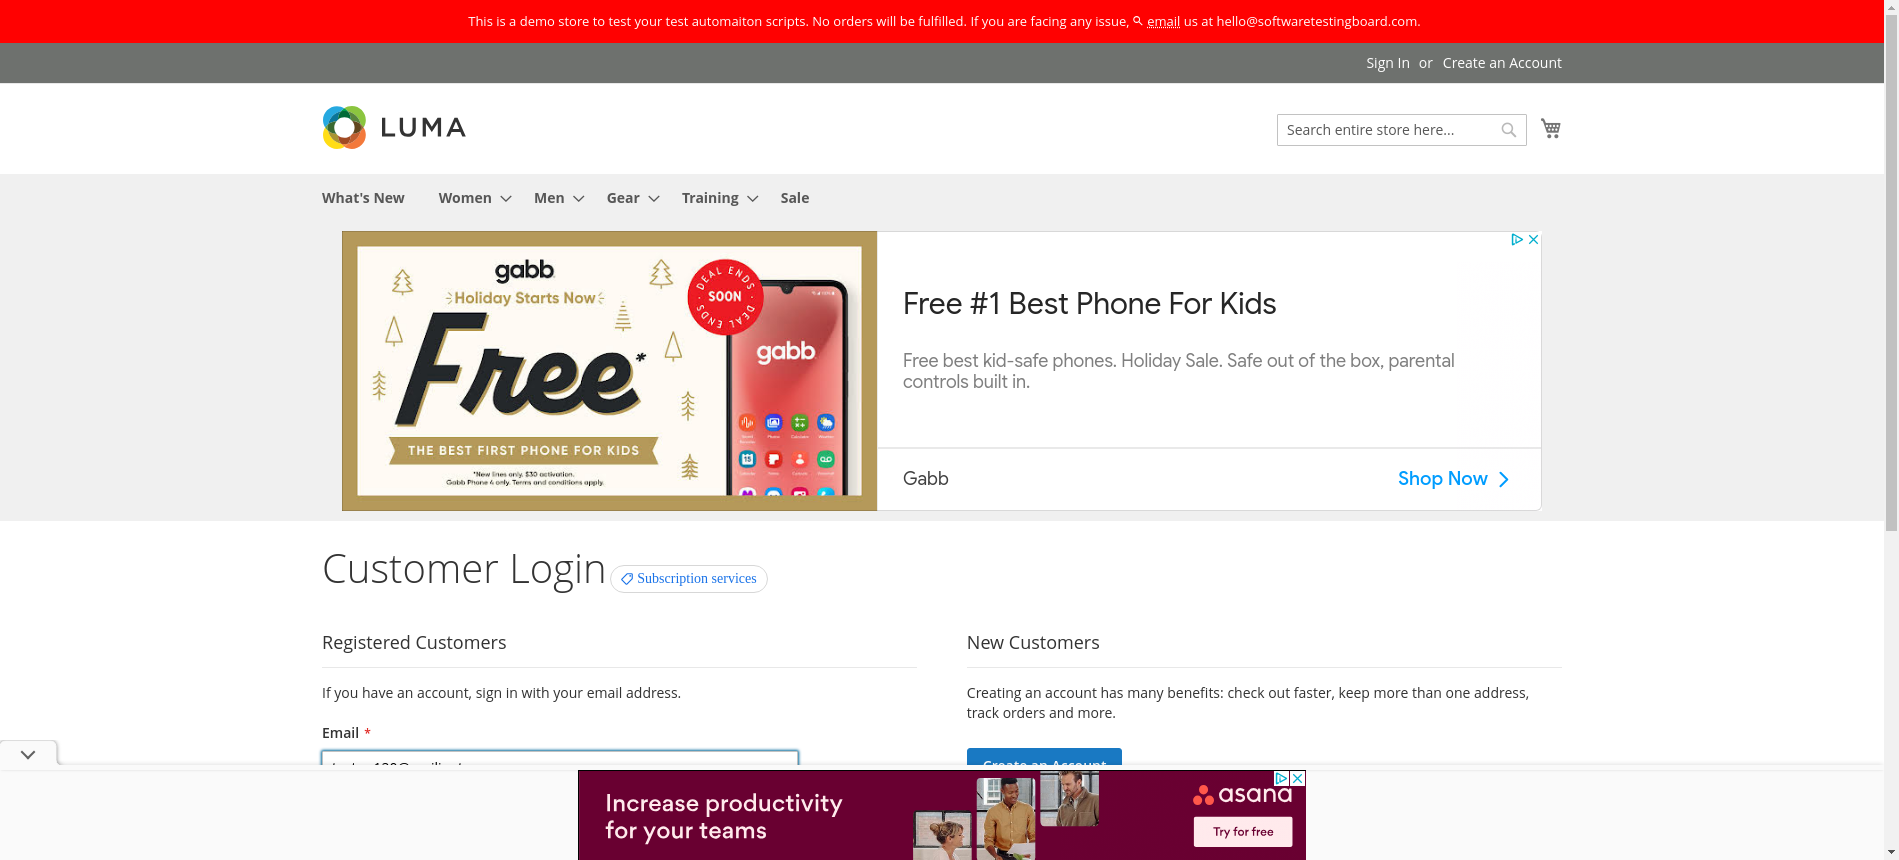 This is a demo store to test your test automaiton scripts. No orders will be fulfilled. If you are facing any issue, email us at hello@softwaretestingboard.com.
Sign In or Create an Account
LUMA
Search entire store here...
What's New Women Men Gear Training Sale
gabb
Holiday Starts Now
Free*
DEAL ENDS
SOON
DEAL ENDS
gabb
THE BEST FIRST PHONE FOR KIDS
*New lines only. $30 activation.
Gabb Phone 4 only. Terms and conditions apply.
Free #1 Best Phone For Kids
Free best kid-safe phones. Holiday Sale. Safe out of the box, parental
controls built in.
Gabb
Shop Now
Customer Login
Subscription services
Registered Customers
If you have an account, sign in with your email address.
Email *
New Customers
Creating an account has many benefits: check out faster, keep more than one address,
track orders and more.
Create an Account
Increase productivity
for your teams
asana
Try for free